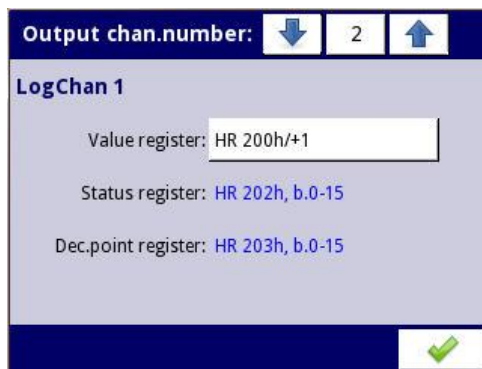 Output chan.number: 2
LogChan 1
Value register: HR 200h/+1
Status register: HR 202h, b.0-15
Dec.point register: HR 203h, b.0-15